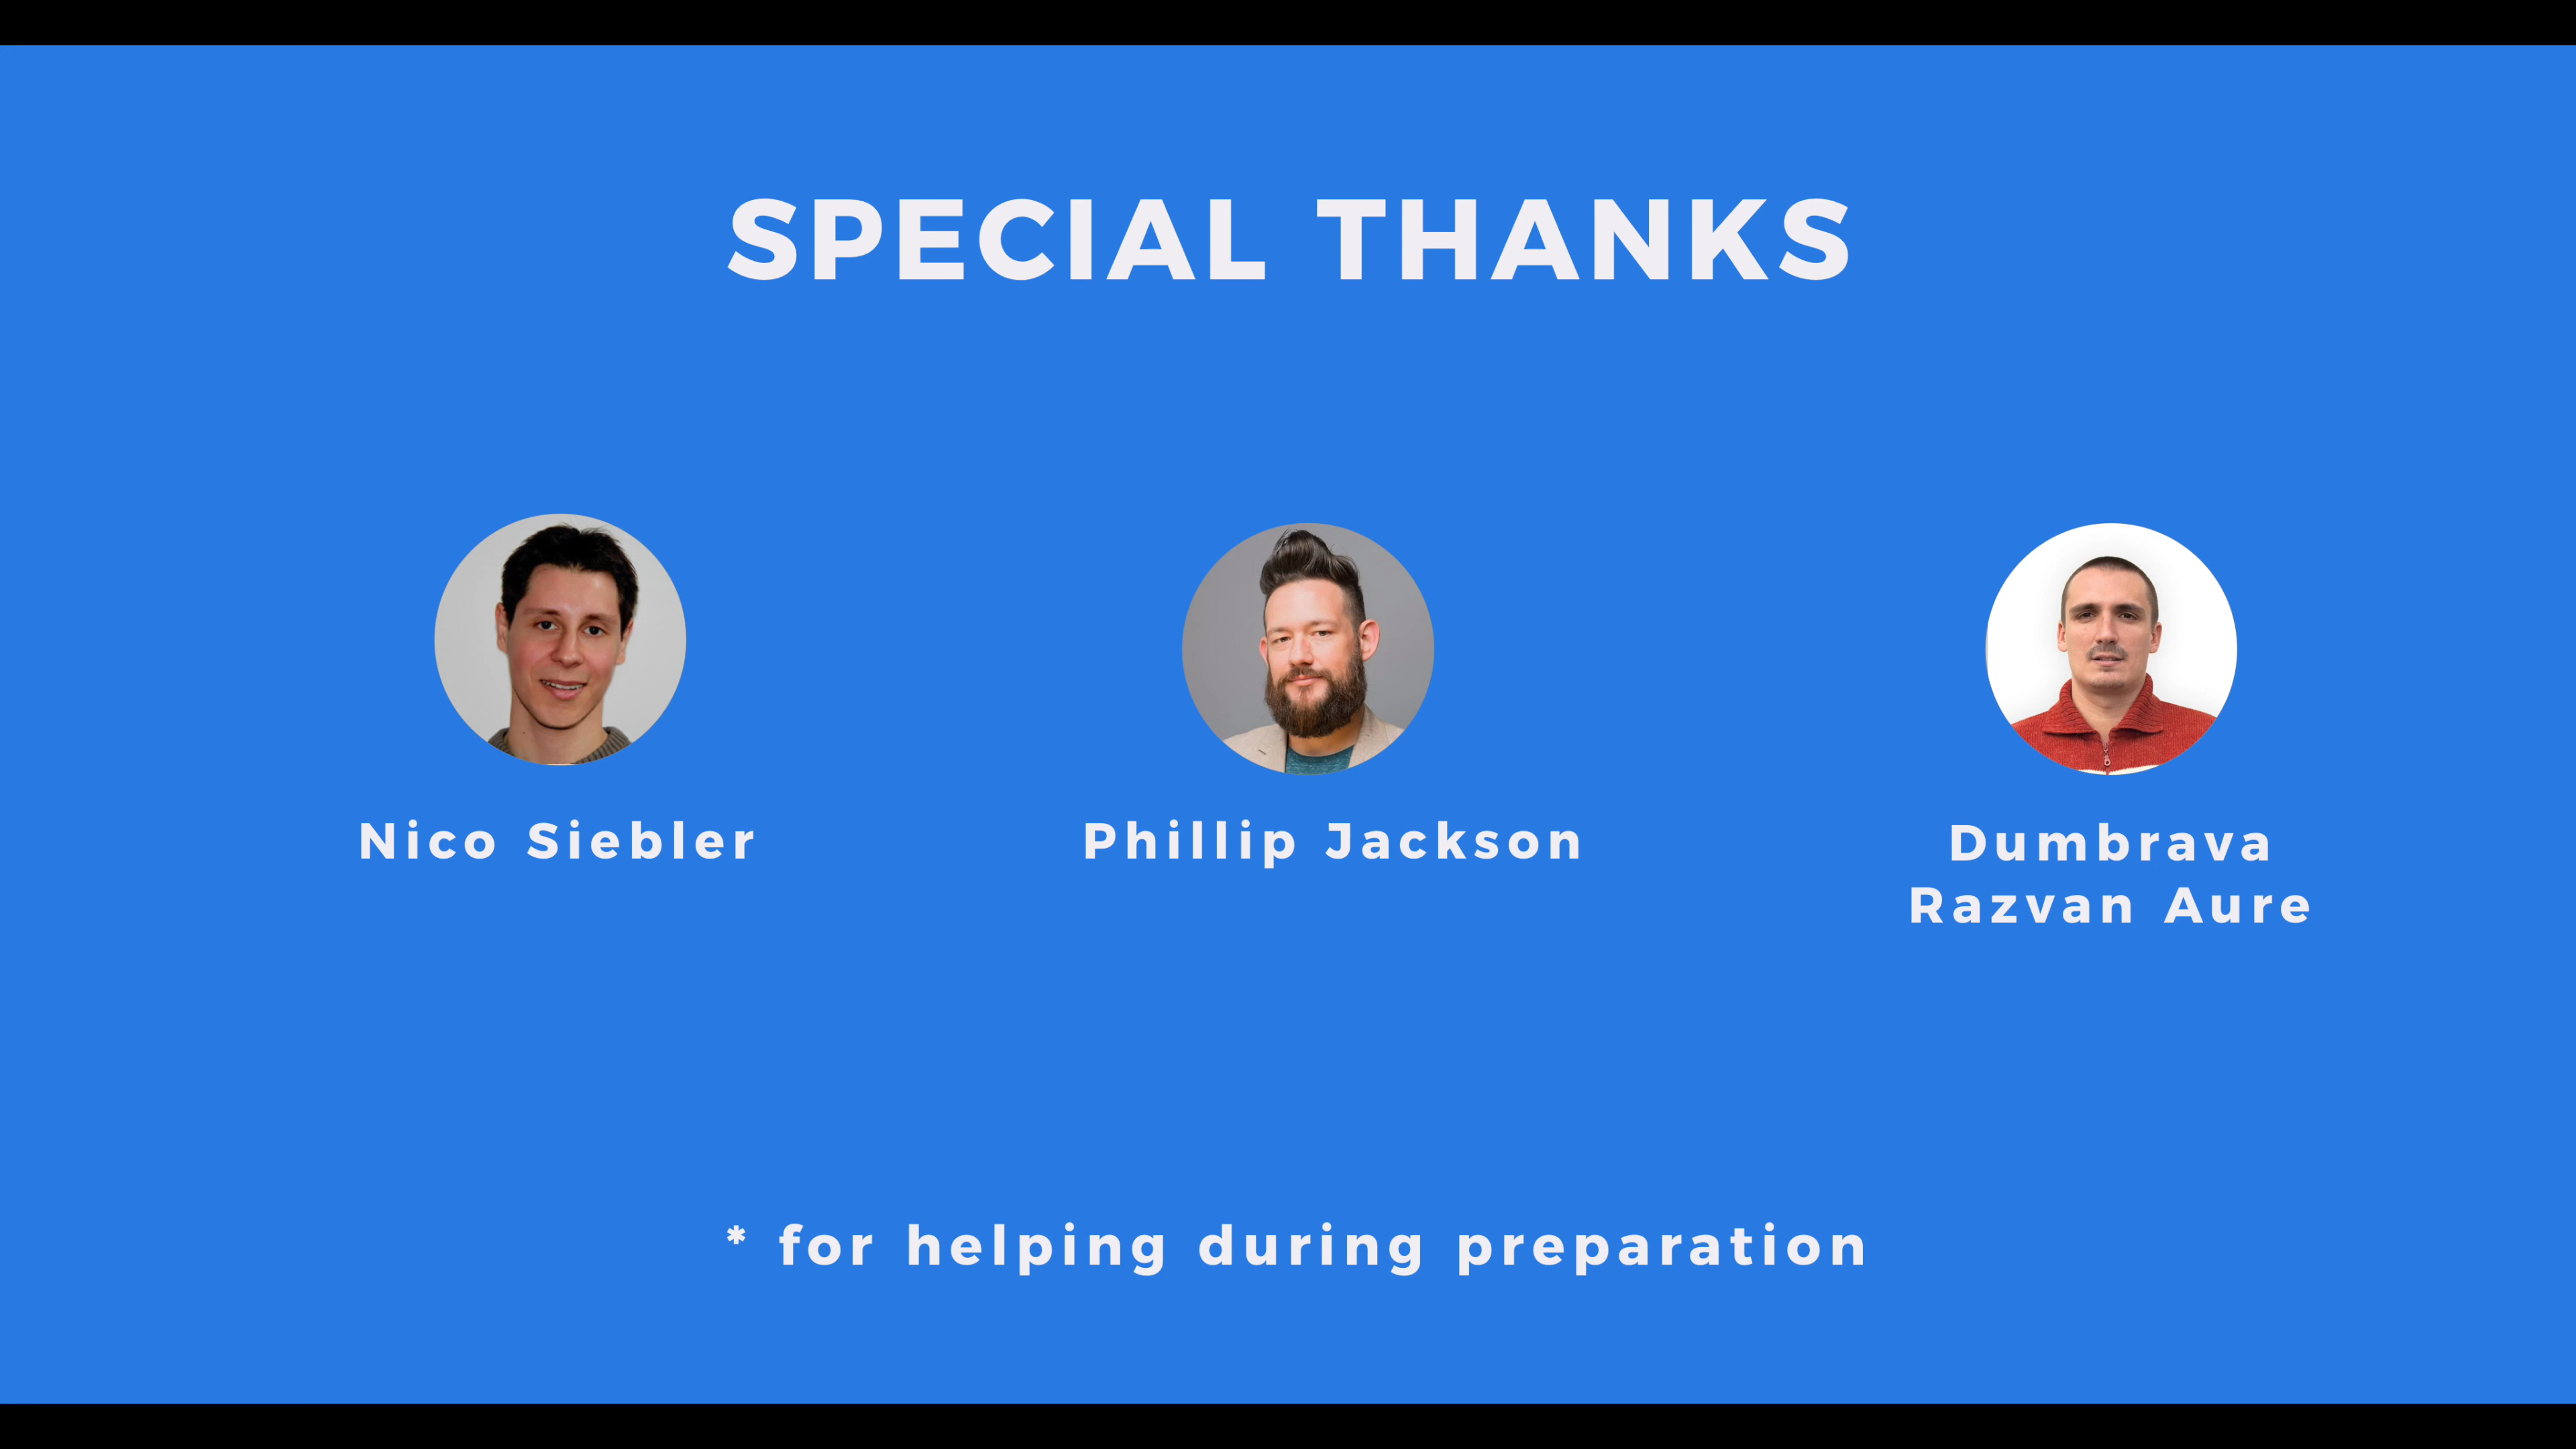 SPECIAL THANKS
Nico Siebler
Phillip Jackson
Dumbrava
Razvan Aure
* for helping during preparation